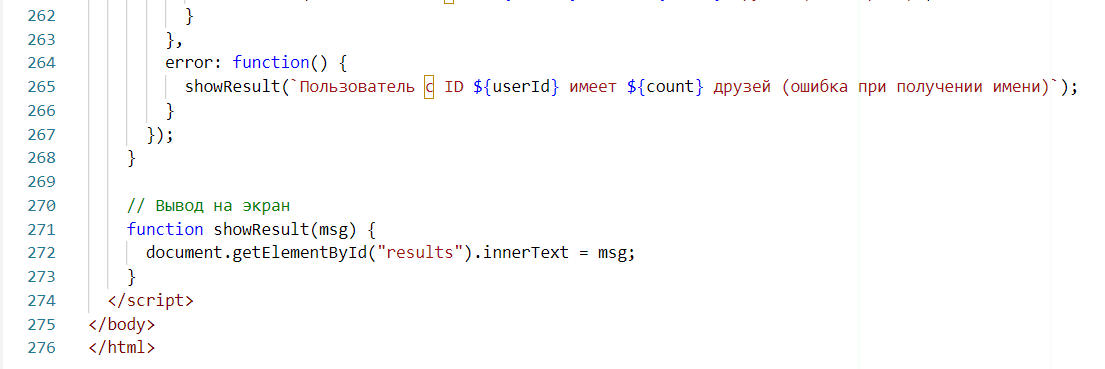 262 }
263 },
264 error: function() {
265 showResult(`Пользователь с ID ${userId} имеет ${count} друзей (ошибка при получении имени)`);
266 }
267 });
268 }
269
270 // Вывод на экран
271 function showResult(msg) {
272 document.getElementById("results").innerText = msg;
273 }
274 </script>
275 </body>
276 </html>